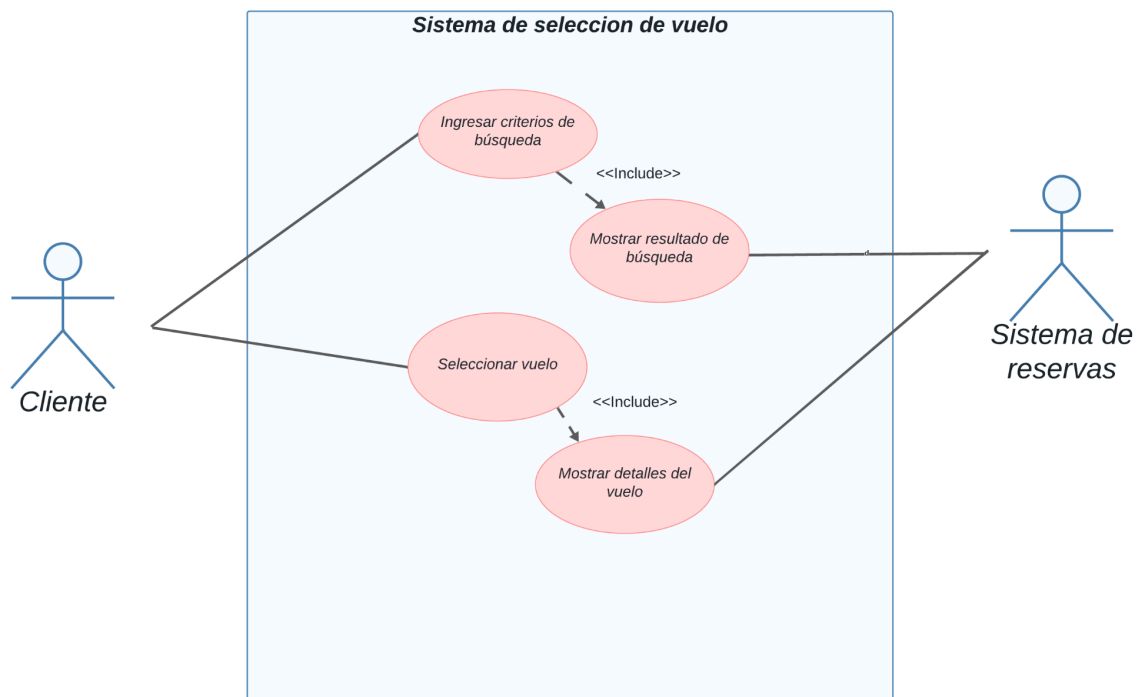 Sistema de seleccion de vuelo
Ingresar criterios de
búsqueda
<<Include>>
Mostrar resultado de
búsqueda
d
Sistema de
reservas
Cliente
Seleccionar vuelo
<<Include>>
Mostrar detalles del
vuelo